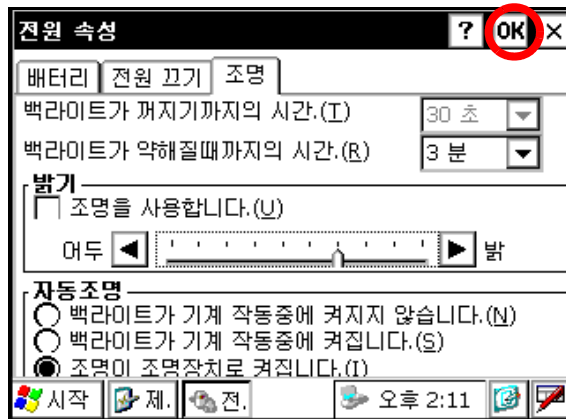 전원 속성 ? OK ×
배터리 전원 끄기 조명
백라이트가 꺼지기까지의 시간.(T) 30 초
백라이트가 약해질때까지의 시간.(R) 3 분
밝기
조명을 사용합니다.(U)
어두 밝
자동조명
백라이트가 기계 작동중에 켜지지 않습니다.(N)
백라이트가 기계 작동중에 켜집니다.(S)
조명이 조명장치로 켜집니다.(I)
시작 제. 전. 오후 2:11